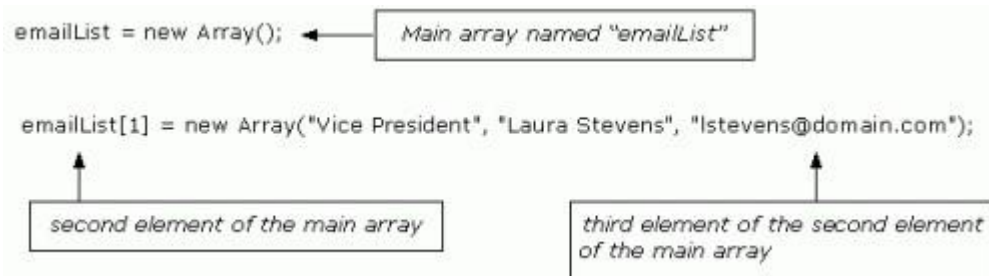 emailList = new Array();
Main array named "emailList"
emailList[1] = new Array("Vice President", "Laura Stevens", "lstevens@domain.com");
second element of the main array
third element of the second element
of the main array